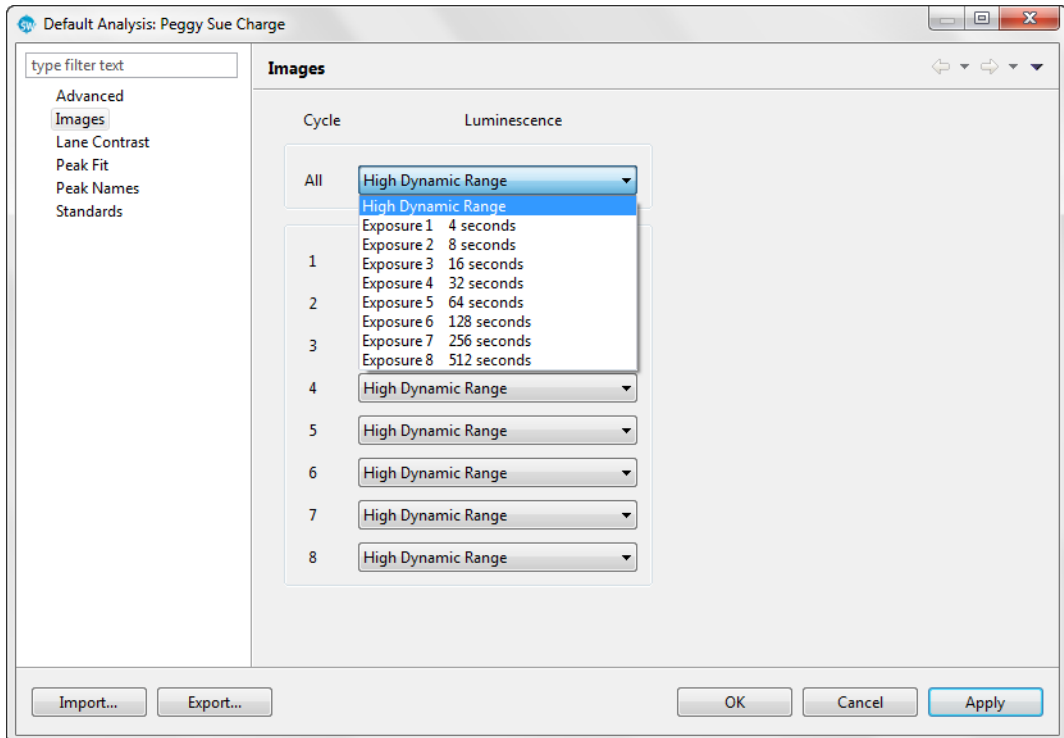 SW Default Analysis: Peggy Sue Charge
type filter text
Advanced
Images
Lane Contrast
Peak Fit
Peak Names
Standards
Images
Cycle Luminescence
All High Dynamic Range
High Dynamic Range
Exposure 1 4 seconds
Exposure 2 8 seconds
1 Exposure 3 16 seconds
Exposure 4 32 seconds
2 Exposure 5 64 seconds
Exposure 6 128 seconds
3 Exposure 7 256 seconds
Exposure 8 512 seconds
4 High Dynamic Range
5 High Dynamic Range
6 High Dynamic Range
7 High Dynamic Range
8 High Dynamic Range
Import... Export... OK Cancel Apply